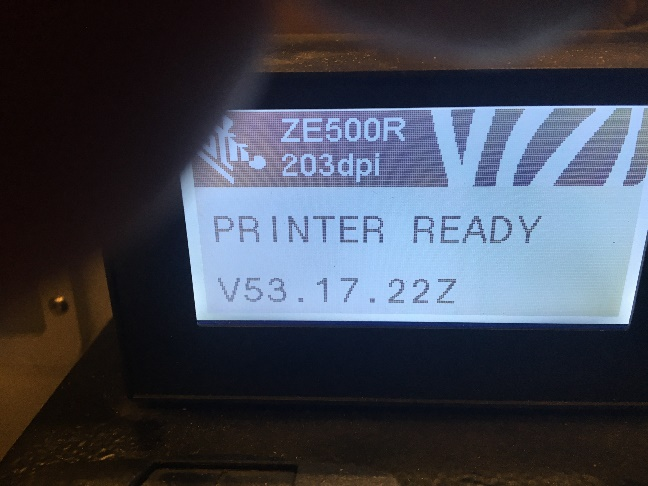 ZE500R
203dpi
PRINTER READY
V53.17.22Z